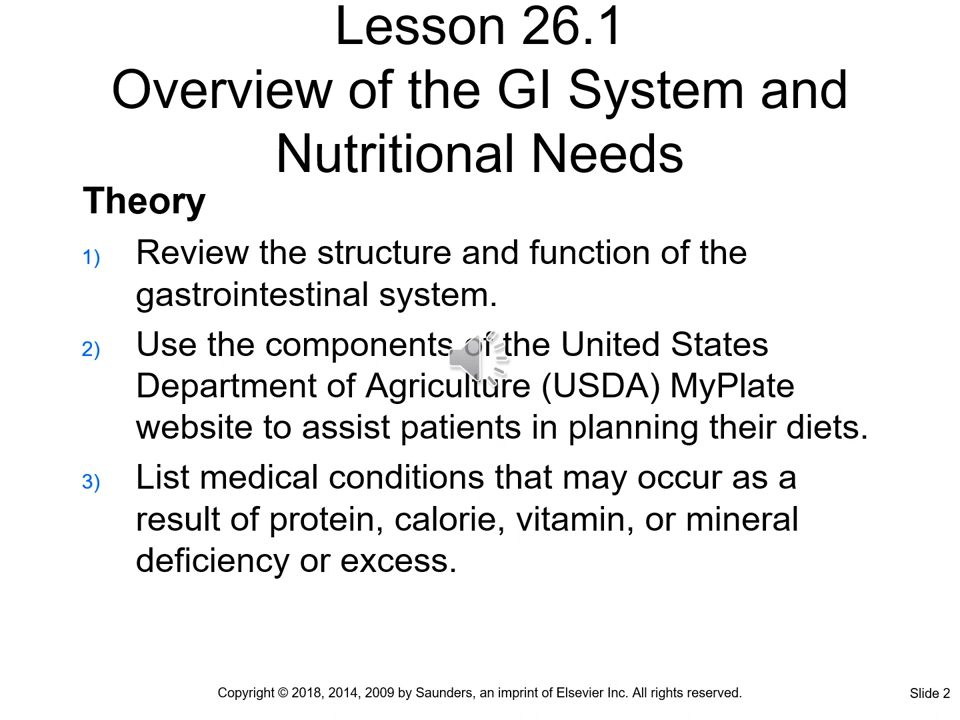 Lesson 26.1
Overview of the GI System and
Nutritional Needs
Theory
1) Review the structure and function of the
gastrointestinal system.
2) Use the components of the United States
Department of Agriculture (USDA) MyPlate
website to assist patients in planning their diets.
3) List medical conditions that may occur as a
result of protein, calorie, vitamin, or mineral
deficiency or excess.
Copyright © 2018, 2014, 2009 by Saunders, an imprint of Elsevier Inc. All rights reserved.
Slide 2